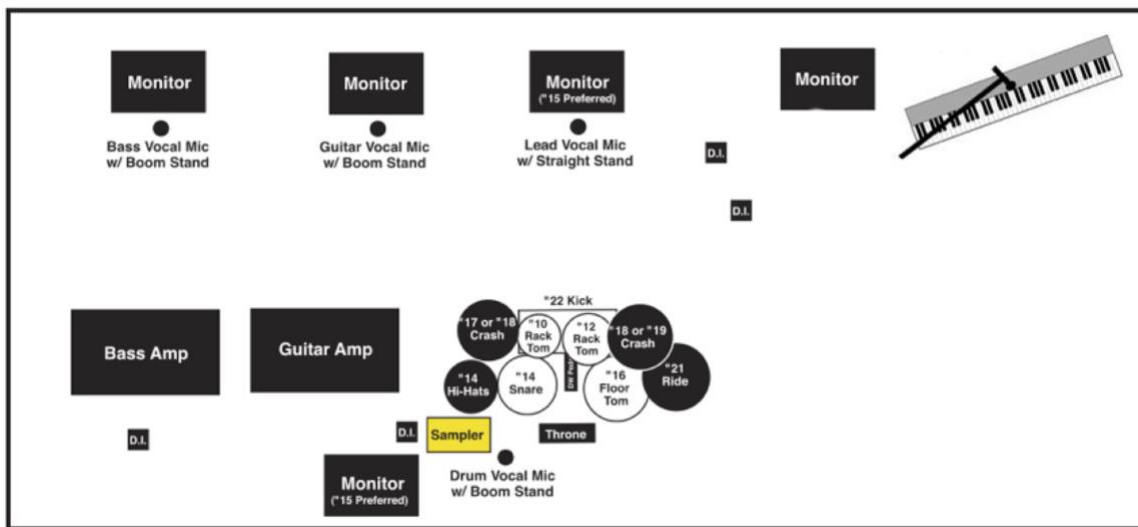 Monitor
Monitor
Monitor
("15 Preferred)
Monitor
Bass Vocal Mic
w/ Boom Stand
Guitar Vocal Mic
w/ Boom Stand
Lead Vocal Mic
w/ Straight Stand
D.I.
D.I.
"22 Kick
"17 or "18
Crash
"10
Rack
Tom
"12
Rack
Tom
"18 or "19
Crash
Bass Amp
Guitar Amp
"14
Hi-Hats
"14
Snare
"16
Floor
Tom
"21
Ride
D.I.
D.I.
Sampler
Throne
Monitor
("15 Preferred)
Drum Vocal Mic
w/ Boom Stand